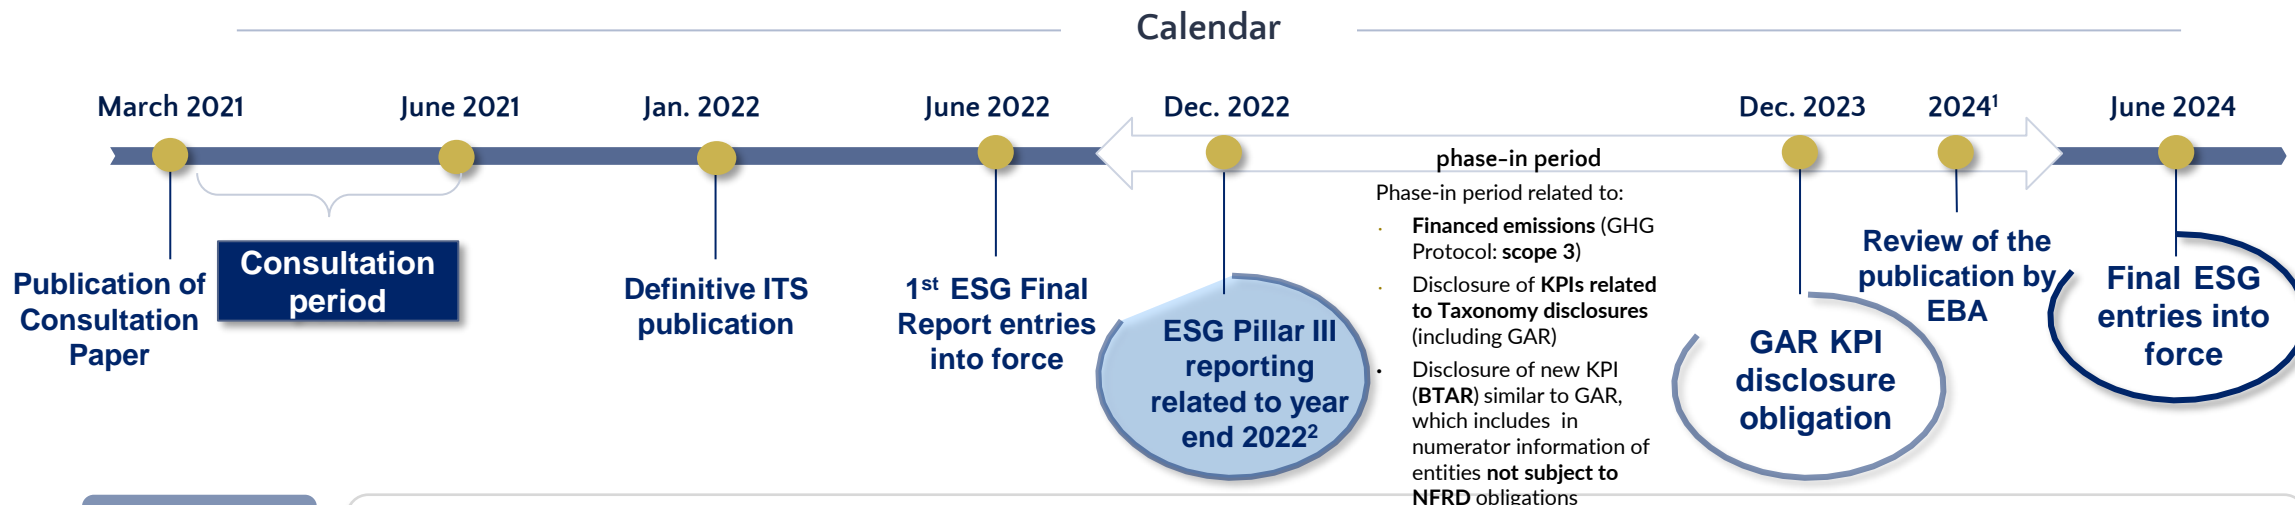 Calendar
March 2021
June 2021
Jan. 2022
June 2022
Dec. 2022
Dec. 2023
2024¹
June 2024
phase-in period
Publication of
Consultation
Paper
Consultation
period
Definitive ITS
publication
1st ESG Final
Report entries
into force
ESG Pillar III
reporting
related to year
end 2022²
Phase-in period related to:
· Financed emissions (GHG
Protocol: scope 3)
· Disclosure of KPIs related
to Taxonomy disclosures
(including GAR)
· Disclosure of new KPI
(BTAR) similar to GAR,
which includes in
numerator information of
entities not subject to
NFRD obligations
GAR KPI
disclosure
obligation
Review of the
publication by
EBA
Final ESG
entries into
force